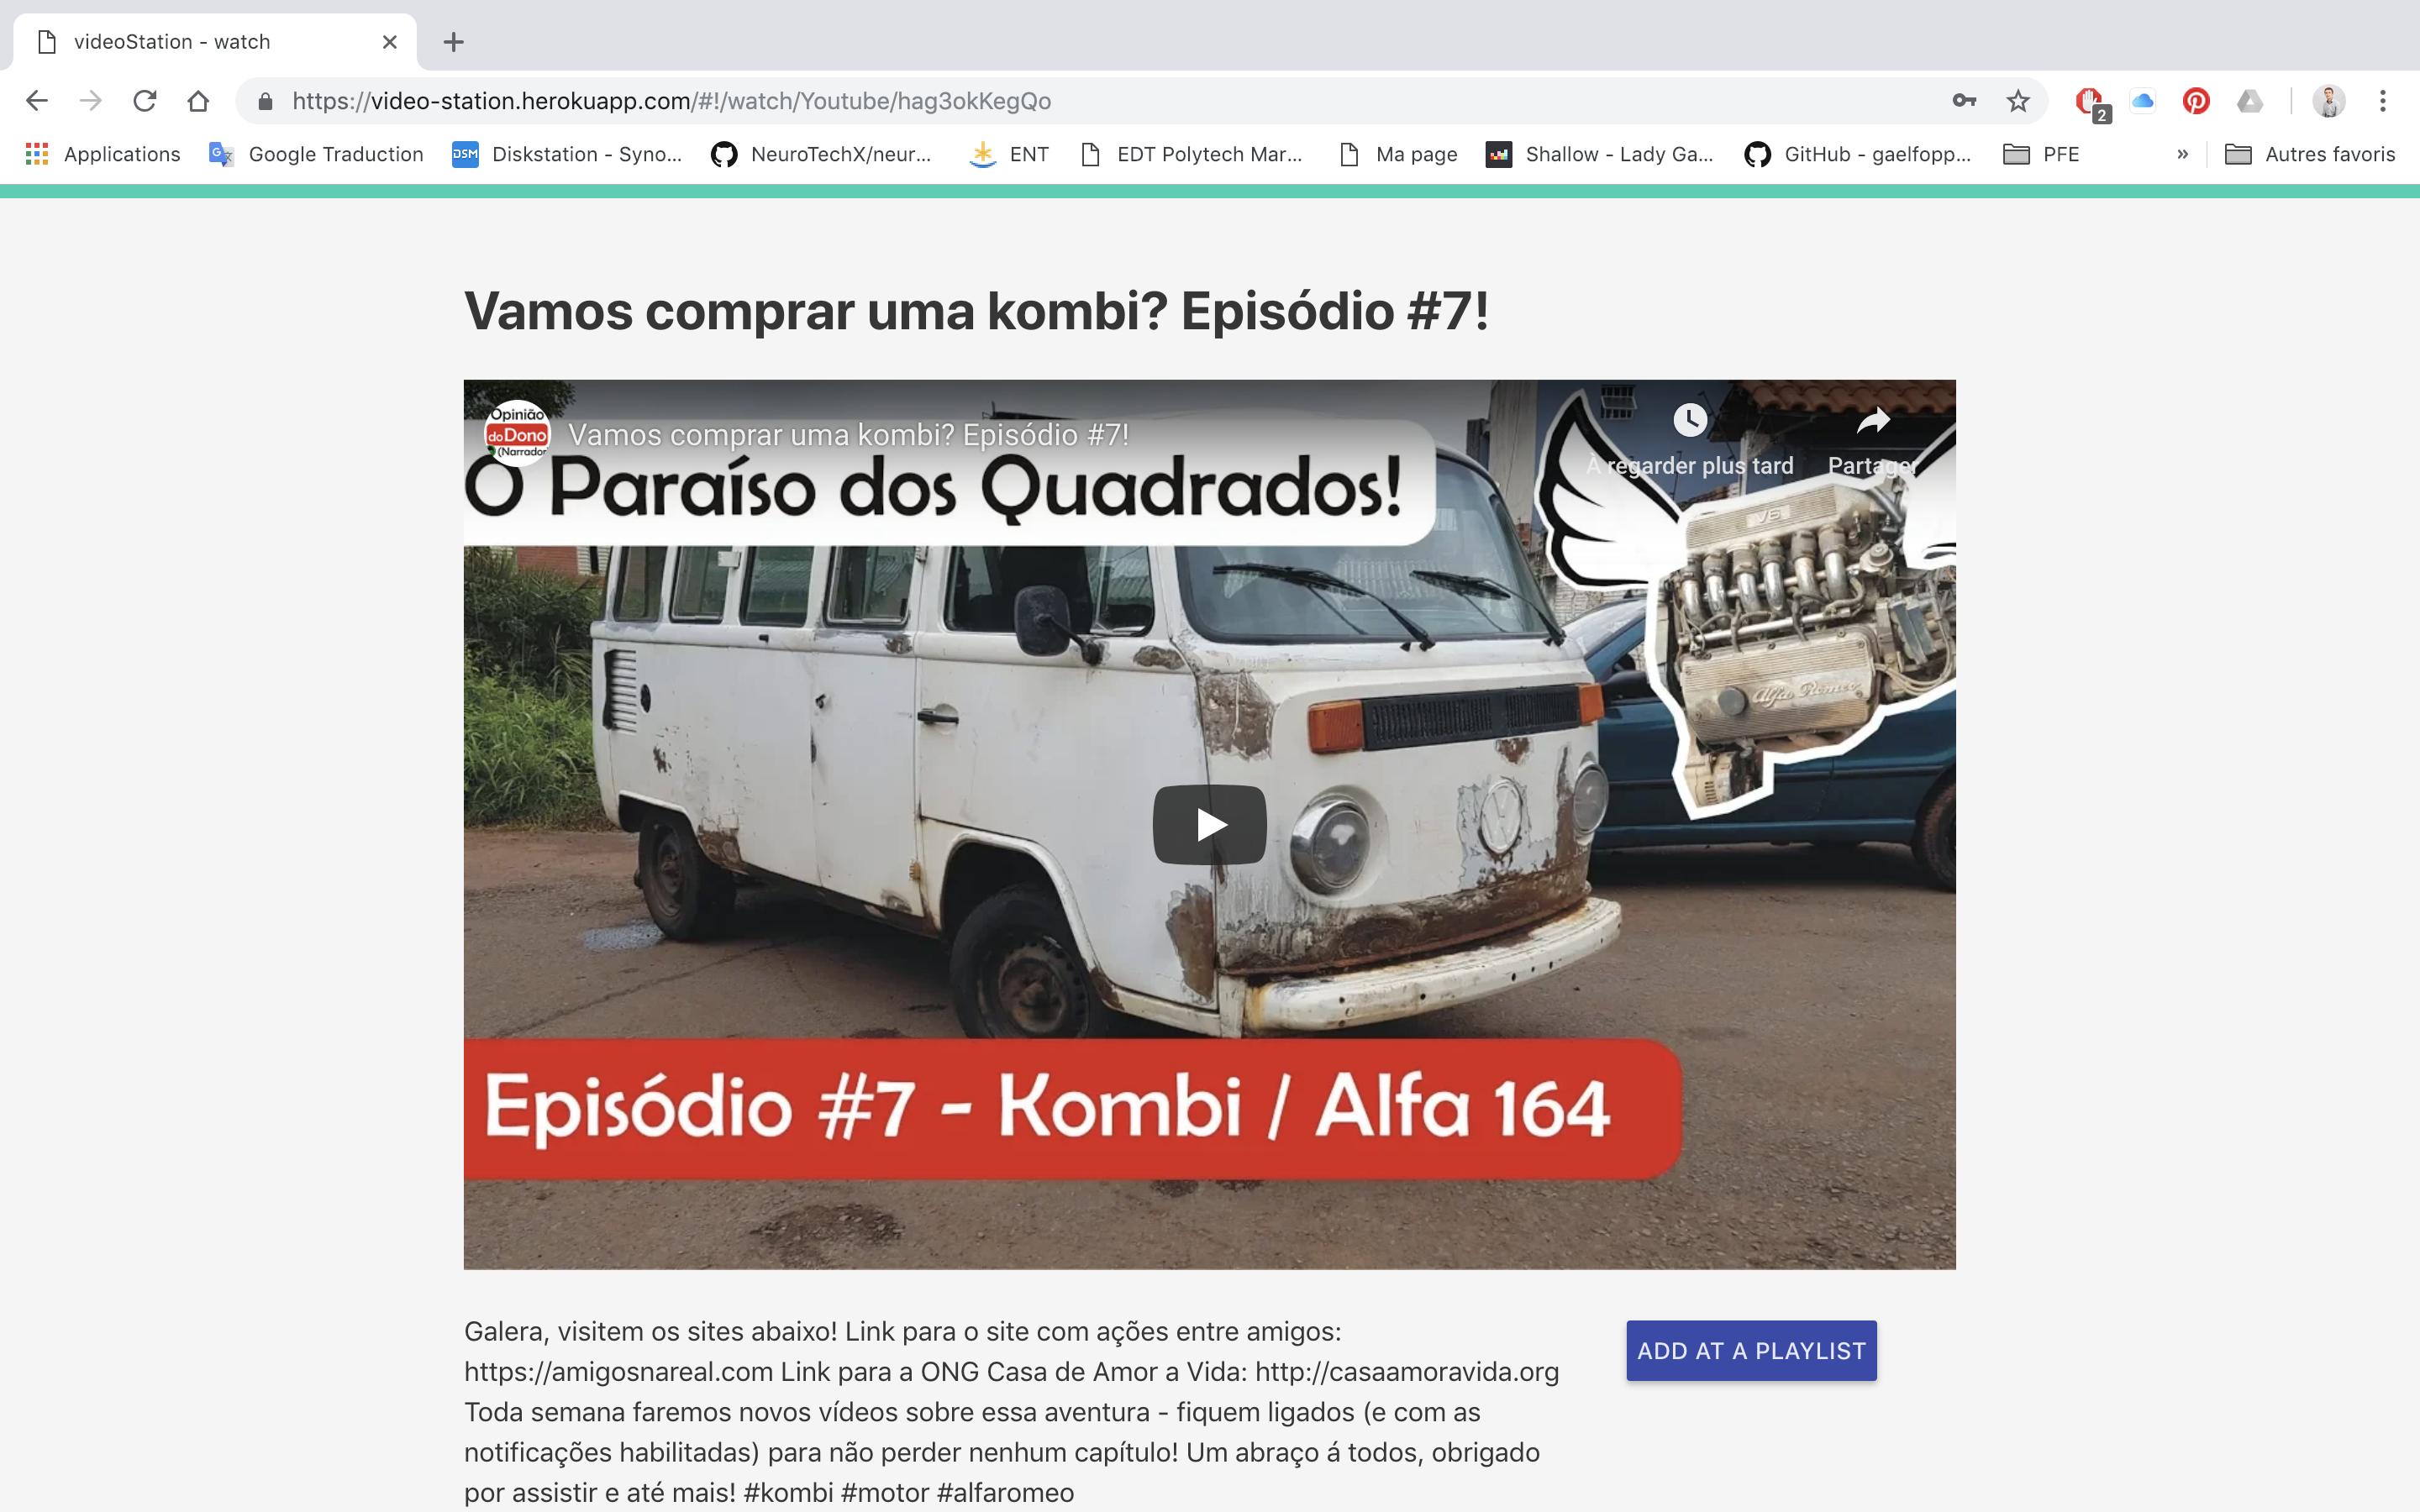 videoStation - watch
https://video-station.herokuapp.com/#!/watch/Youtube/hag3okKegQo
2
Applications
Google Traduction
DSM
Diskstation - Syno...
NeuroTechX/neur...
ENT
EDT Polytech Mar...
Ma page
Shallow - Lady Ga...
GitHub - gaelfopp...
PFE
»
Autres favoris
Vamos comprar uma kombi? Episódio #7!
Opinião
do Dono
(Narrador
Vamos comprar uma kombi? Episódio #7!
À regarder plus tard
Partager
O Paraíso dos Quadrados!
V6
Alfa Romeo
Episódio #7 - Kombi / Alfa 164
Galera, visitem os sites abaixo! Link para o site com ações entre amigos:
https://amigosnareal.com Link para a ONG Casa de Amor a Vida: http://casaamoravida.org
Toda semana faremos novos vídeos sobre essa aventura - fiquem ligados (e com as
notificações habilitadas) para não perder nenhum capítulo! Um abraço á todos, obrigado
por assistir e até mais! #kombi #motor #alfaromeo
ADD AT A PLAYLIST